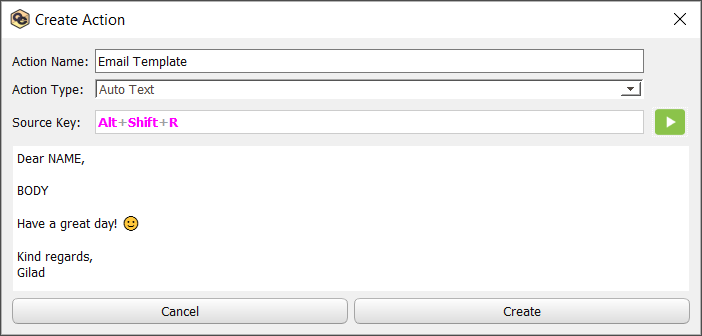 Create Action
Action Name: Email Template
Action Type: Auto Text
Source Key: Alt+Shift+R
Dear NAME,
BODY
Have a great day! 🙂
Kind regards,
Gilad
Cancel Create